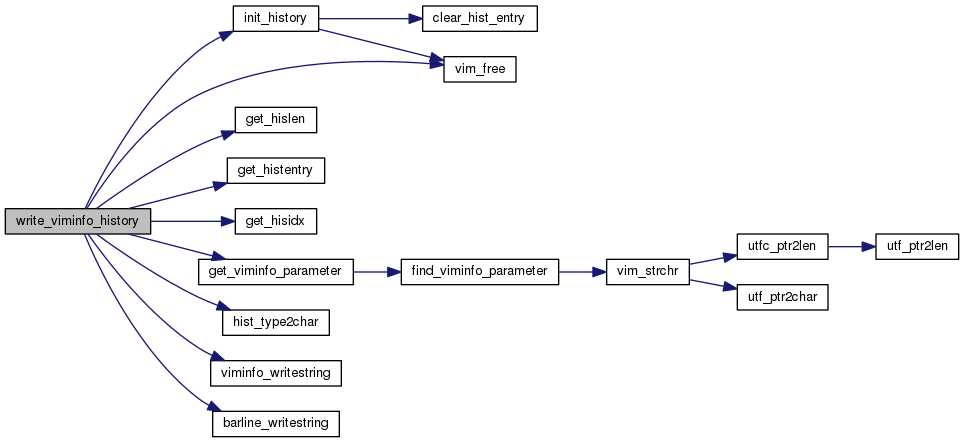 init_history
clear_hist_entry
vim_free
get_hislen
get_histentry
write_viminfo_history
get_hisidx
utfc_ptr2len
utf_ptr2len
get_viminfo_parameter
find_viminfo_parameter
vim_strchr
utf_ptr2char
hist_type2char
viminfo_writestring
barline_writestring